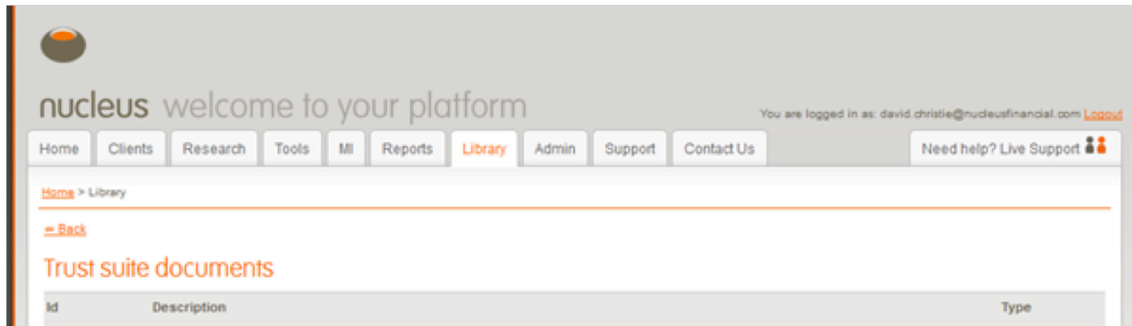 nucleus welcome to your platform
You are logged in as: david.christie@nucleusfinancial.com Logout
Home Clients Research Tools MI Reports Library Admin Support Contact Us Need help? Live Support
Home > Library
⇐ Back
Trust suite documents
Id Description Type